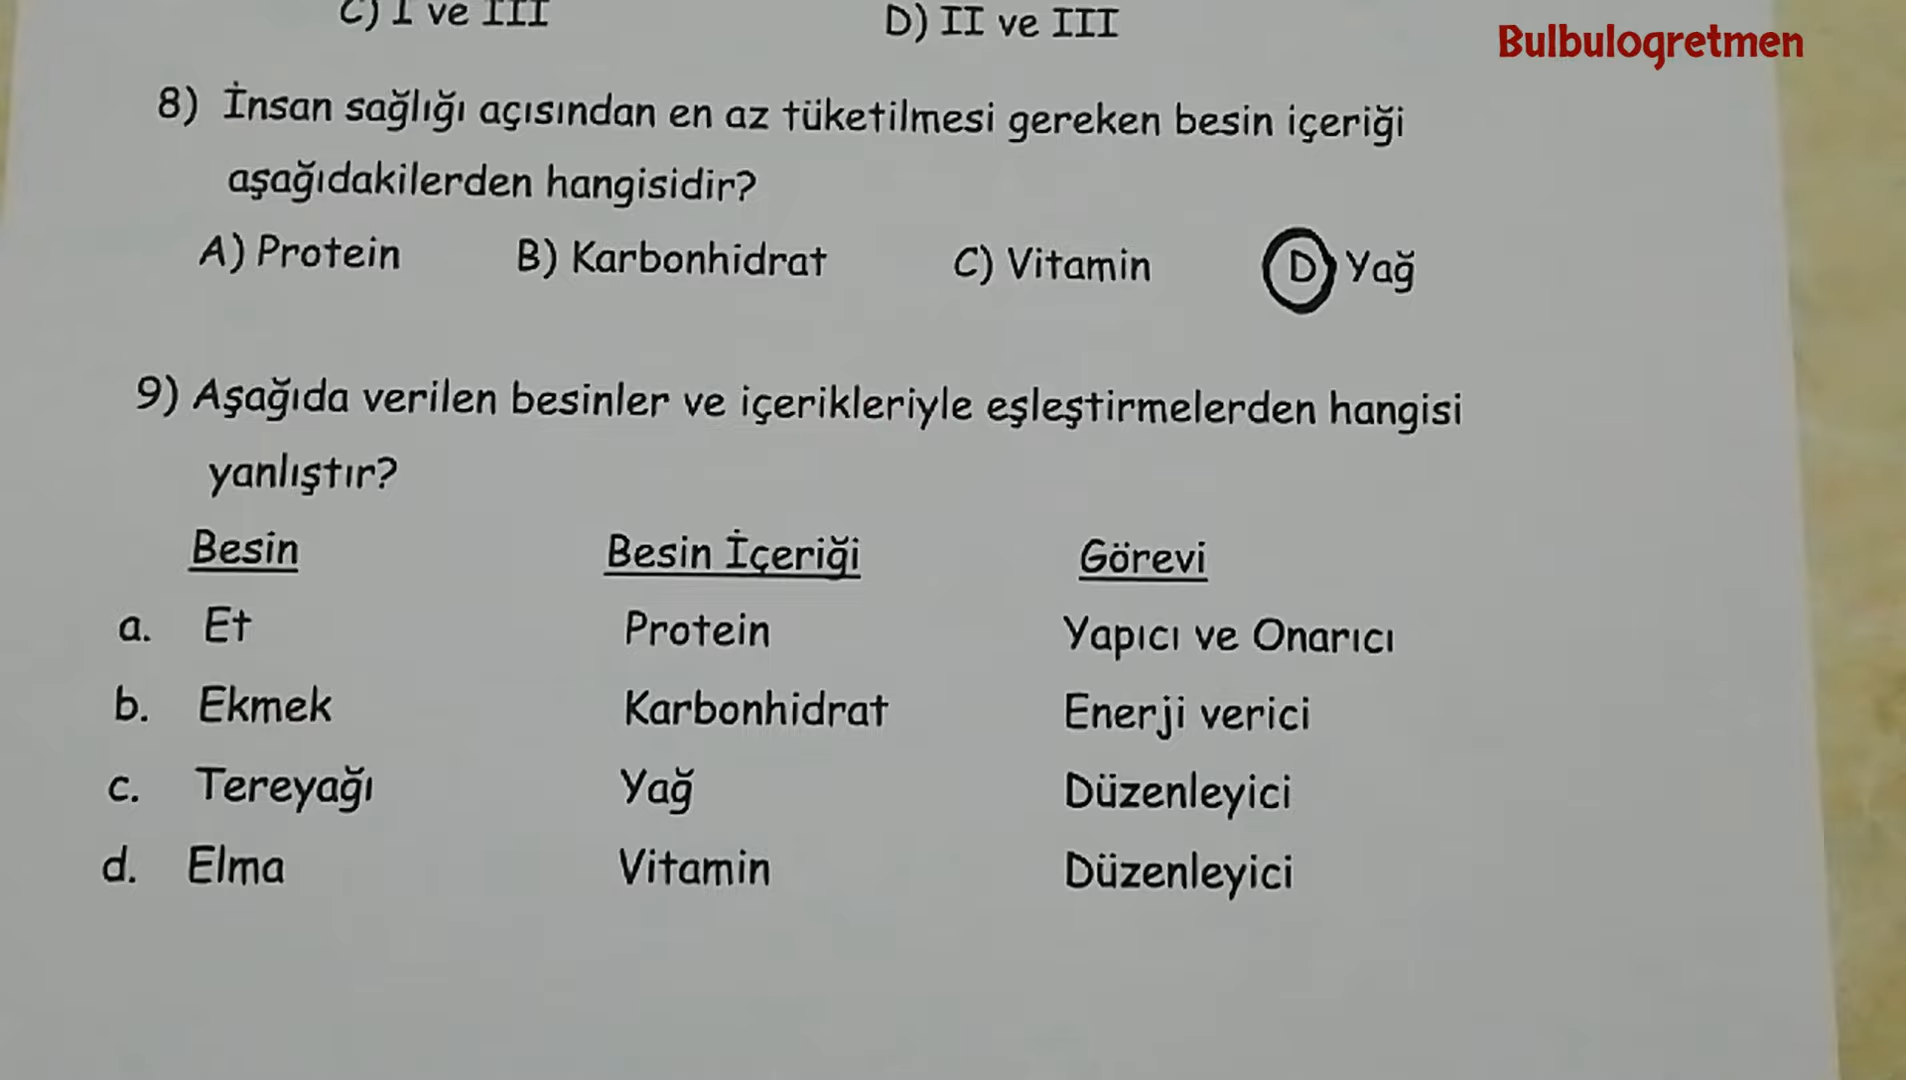 C) I ve III D) II ve III
Bulbulogretmen
8) İnsan sağlığı açısından en az tüketilmesi gereken besin içeriği
aşağıdakilerden hangisidir?
A) Protein B) Karbonhidrat C) Vitamin D) Yağ
9) Aşağıda verilen besinler ve içerikleriyle eşleştirmelerden hangisi
yanlıştır?
Besin Besin İçeriği Görevi
a. Et Protein Yapıcı ve Onarıcı
b. Ekmek Karbonhidrat Enerji verici
c. Tereyağı Yağ Düzenleyici
d. Elma Vitamin Düzenleyici